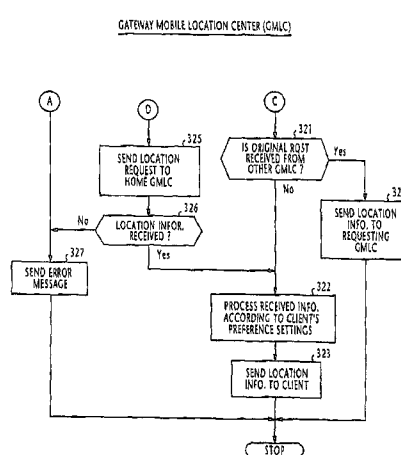 GATEWAY MOBILE LOCATION CENTER (GMLC)
A
D
C
325
SEND LOCATION
REQUEST TO
HOME GMLC
321
IS ORIGINAL RQST
RECEIVED FROM
OTHER GMLC ?
Yes
No
326
LOCATION INFOR.
RECEIVED ?
No
Yes
SEND LOCATION
INFO. TO
REQUESTING
GMLC
327
SEND ERROR
MESSAGE
322
PROCESS RECEIVED INFO.
ACCORDING TO CLIENT'S
PREFERENCE SETTINGS
323
SEND LOCATION
INFO. TO CLIENT
STOP